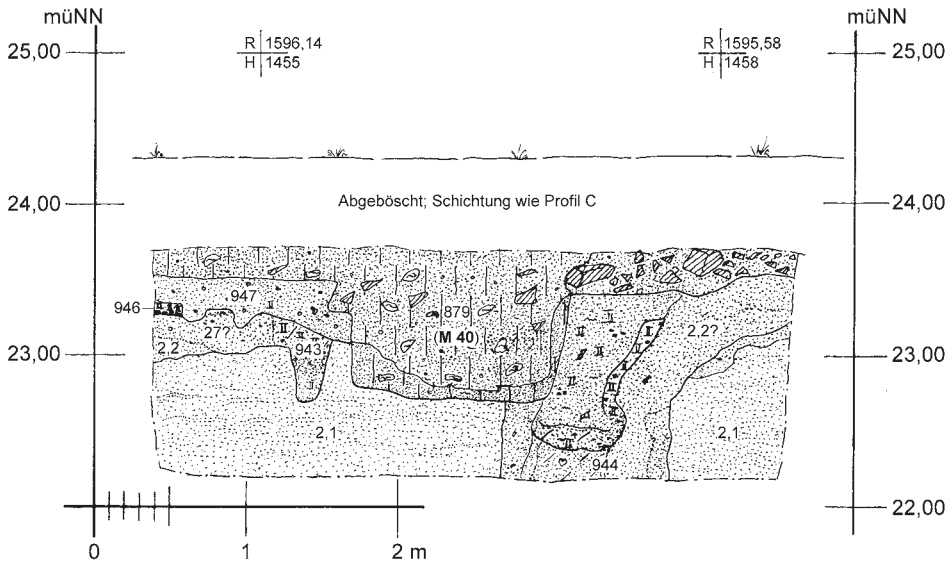 müNN
müNN
25,00
R 1596,14
H 1455
R 1595,58
H 1458
25,00
24,00
Abgeböscht; Schichtung wie Profil C
24,00
946
947
879
27?
(M 40)
2.2?
23,00
2.2
943
23,00
2,1
2,1
944
22,00
0
1
2 m